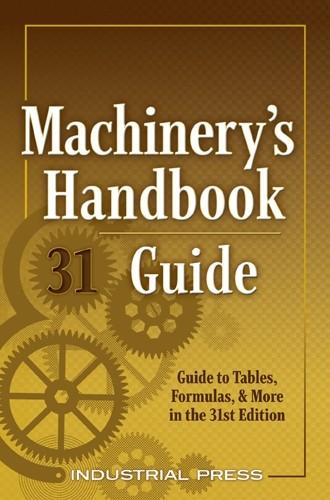 Machinery's
Handbook
31 Guide
Guide to Tables,
Formulas, & More
in the 31st Edition
INDUSTRIAL PRESS